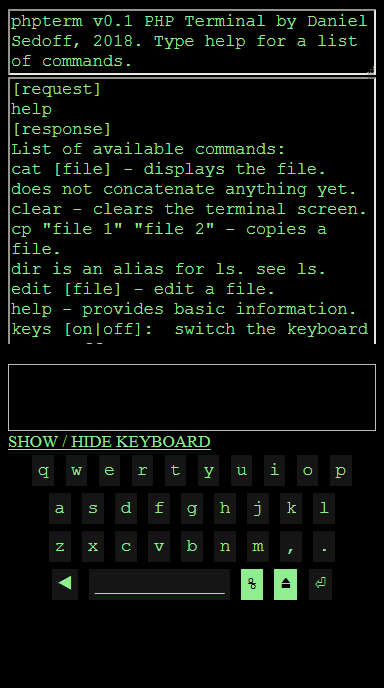 phpterm v0.1 PHP Terminal by Daniel
Sedoff, 2018. Type help for a list
of commands.
[request]
help
[response]
List of available commands:
cat [file] - displays the file.
does not concatenate anything yet.
clear - clears the terminal screen.
cp "file 1" "file 2" - copies a
file.
dir is an alias for ls. see ls.
edit [file] - edit a file.
help - provides basic information.
keys [on|off]:  switch the keyboard
SHOW / HIDE KEYBOARD
q w e r t y u i o p
a s d f g h j k l
z x c v b n m , .
◀ % ⏏ ⏎